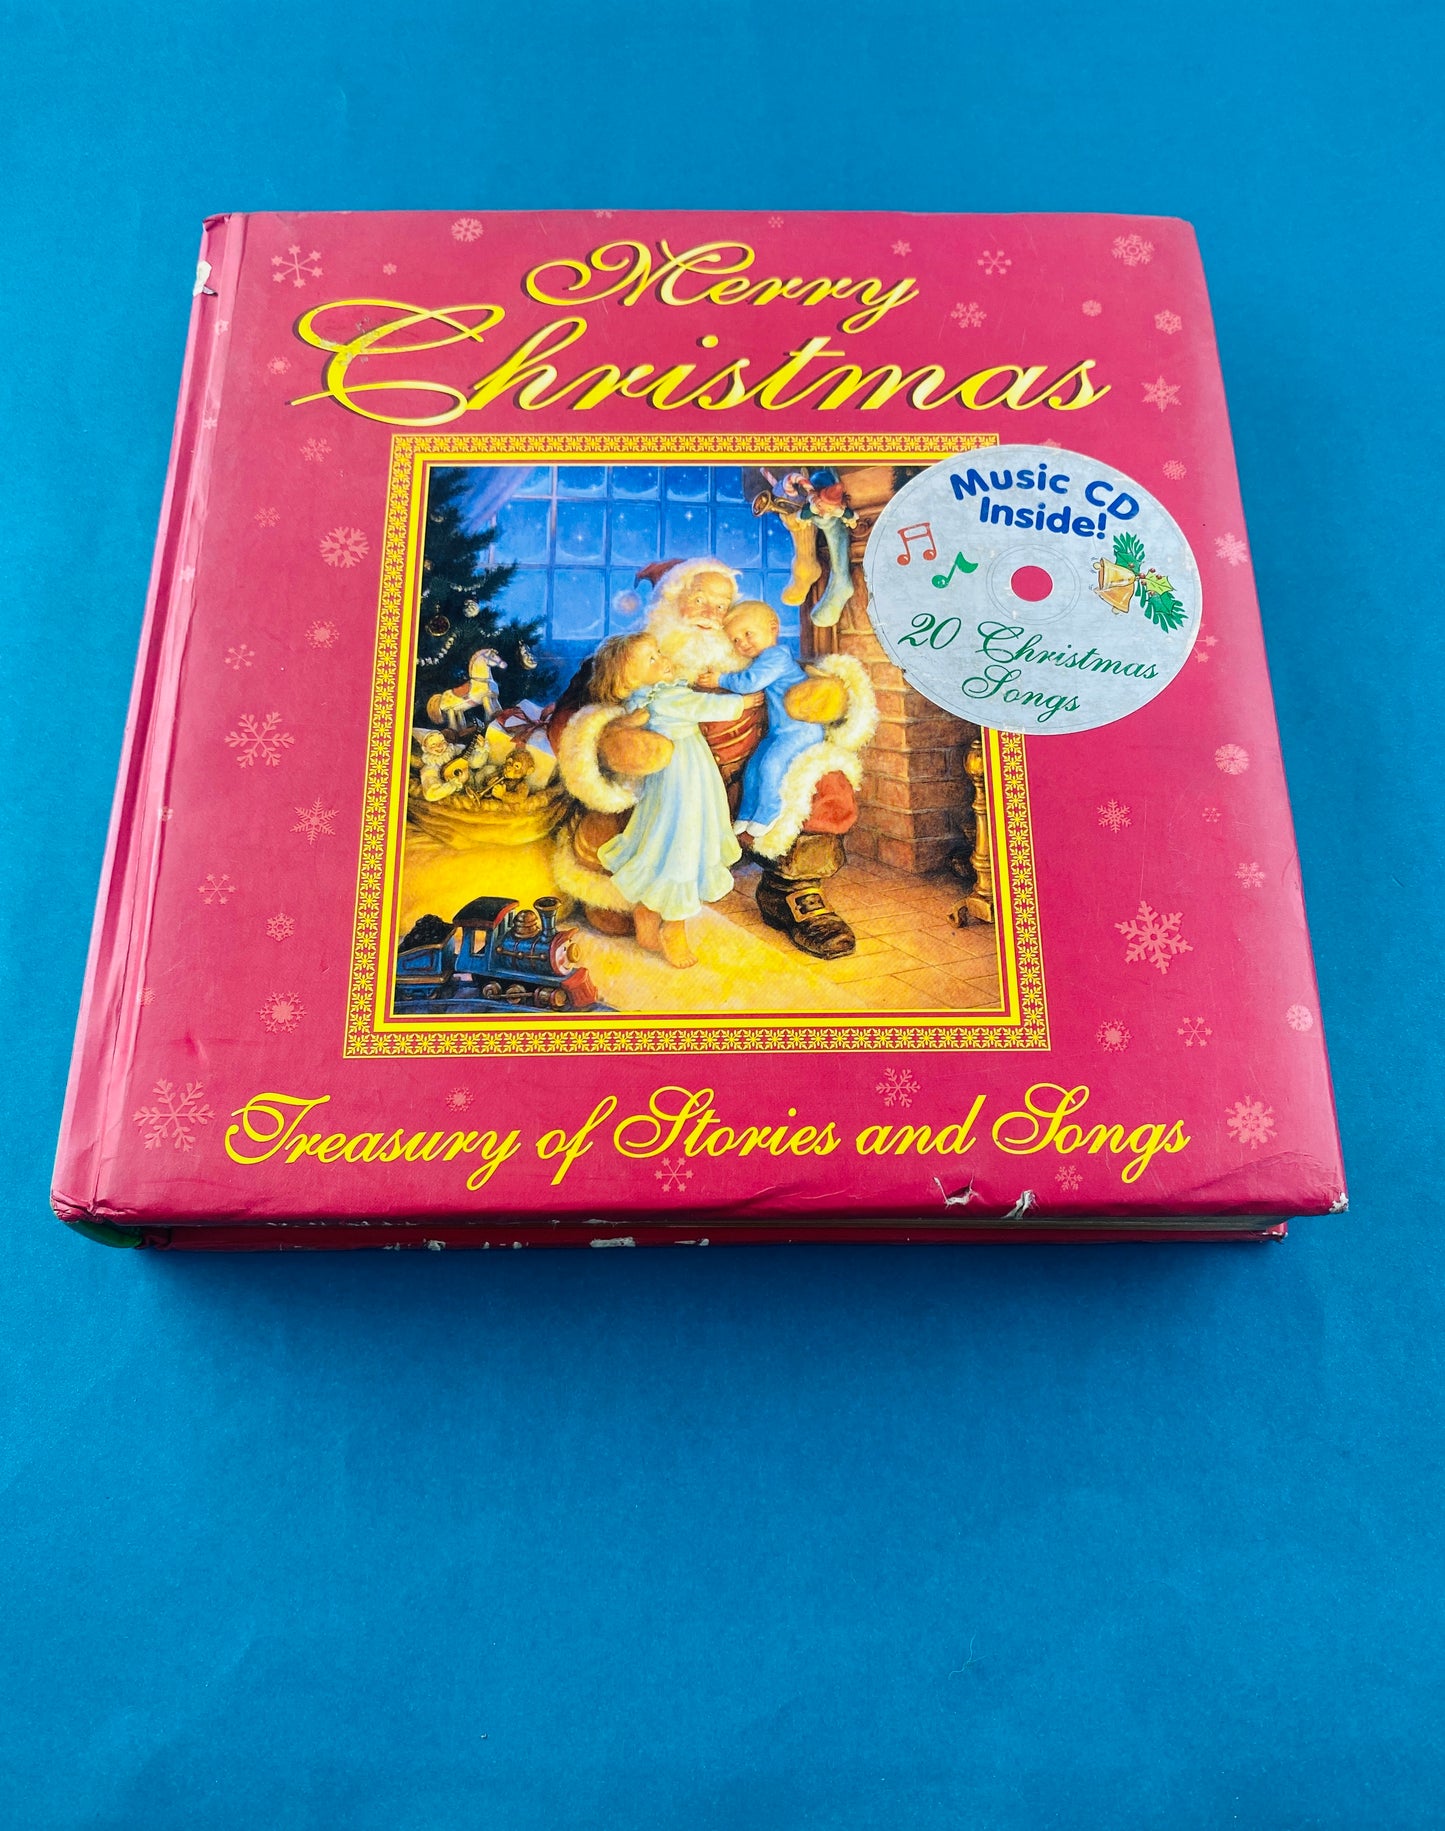 Merry
Christmas
Music CD
Inside!
20 Christmas
Songs
Treasury of Stories and Songs